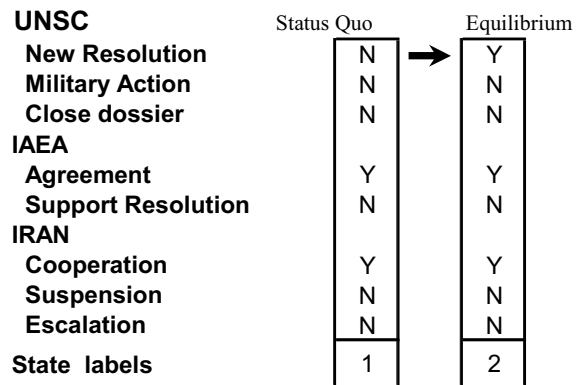 UNSC Status Quo Equilibrium
New Resolution N Y
Military Action N N
Close dossier N N
IAEA
Agreement Y Y
Support Resolution N N
IRAN
Cooperation Y Y
Suspension N N
Escalation N N
State labels 1 2